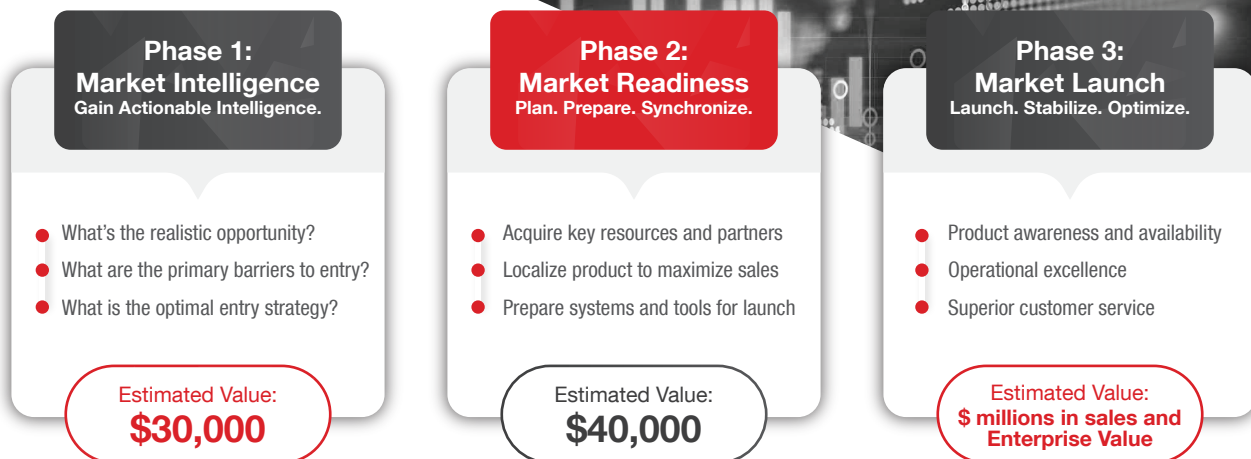 Phase 1:
Market Intelligence
Gain Actionable Intelligence.
What's the realistic opportunity?
What are the primary barriers to entry?
What is the optimal entry strategy?
Estimated Value:
$30,000
Phase 2:
Market Readiness
Plan. Prepare. Synchronize.
Acquire key resources and partners
Localize product to maximize sales
Prepare systems and tools for launch
Estimated Value:
$40,000
Phase 3:
Market Launch
Launch. Stabilize. Optimize.
Product awareness and availability
Operational excellence
Superior customer service
Estimated Value:
$ millions in sales and
Enterprise Value